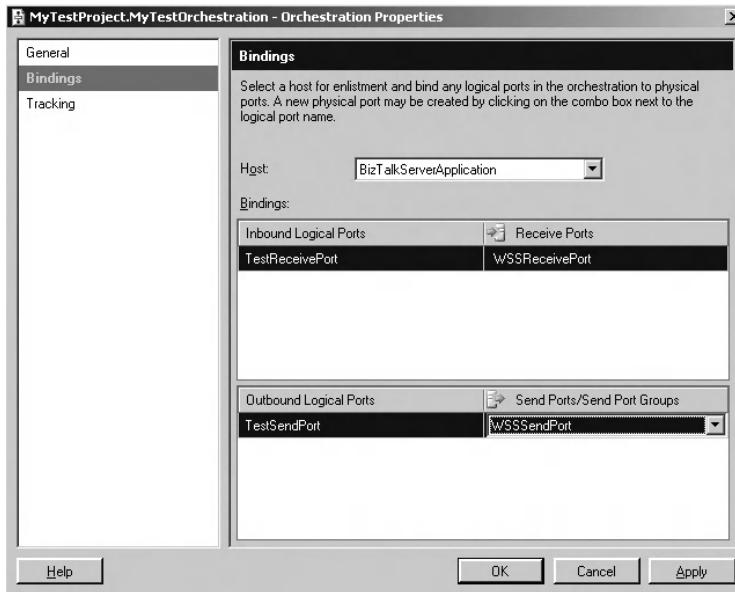 MyTestProject.MyTestOrchestration - Orchestration Properties
General
Bindings
Tracking
Bindings
Select a host for enlistment and bind any logical ports in the orchestration to physical
ports. A new physical port may be created by clicking on the combo box next to the
logical port name.
Host:
BizTalkServerApplication
Bindings:
Inbound Logical Ports
Receive Ports
TestReceivePort
WSSReceivePort
Outbound Logical Ports
Send Ports/Send Port Groups
TestSendPort
WSSSendPort
Help
OK
Cancel
Apply